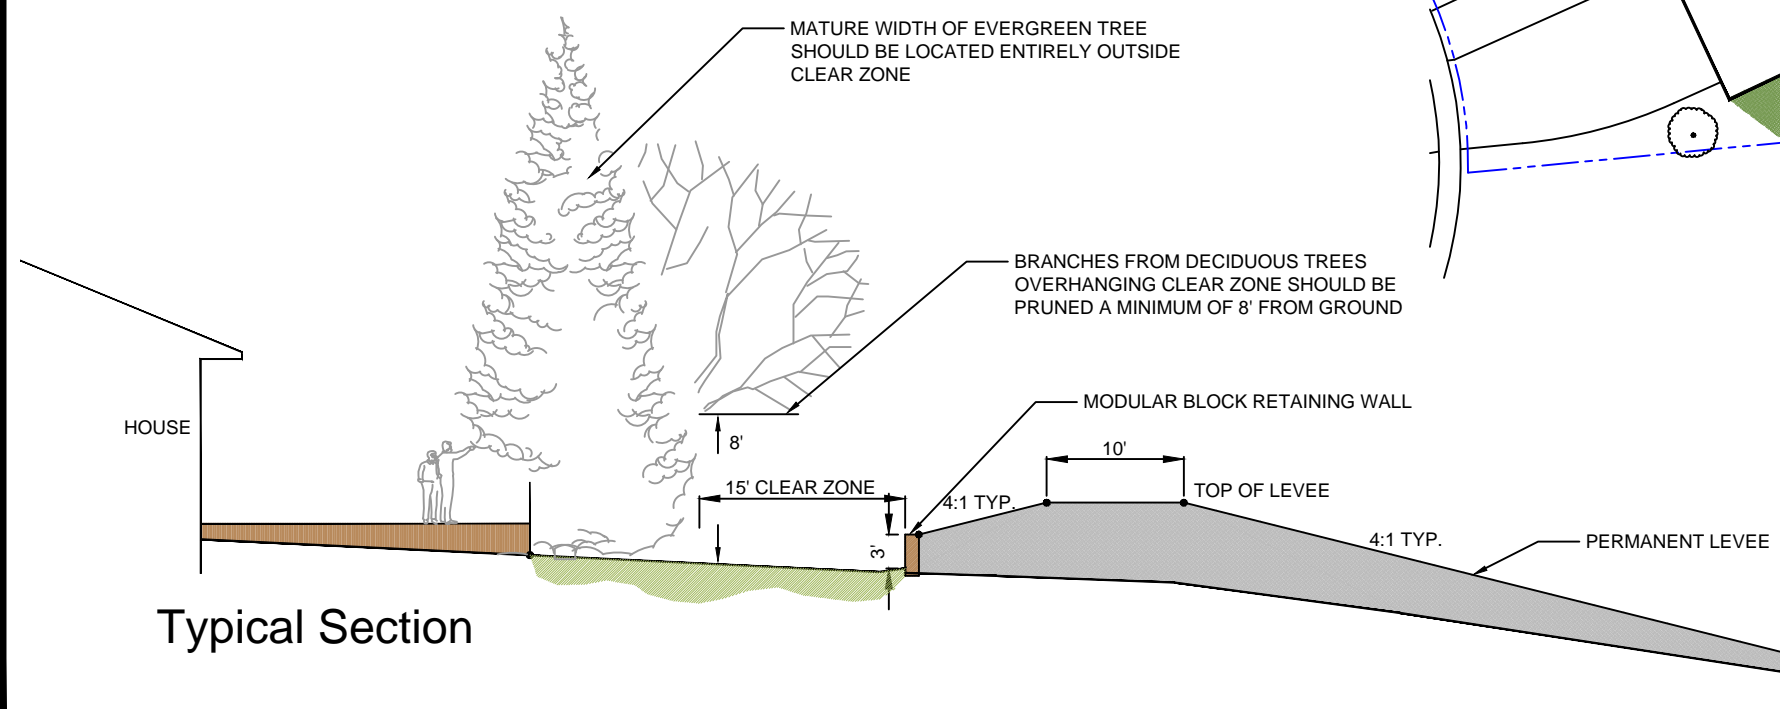 MATURE WIDTH OF EVERGREEN TREE
SHOULD BE LOCATED ENTIRELY OUTSIDE
CLEAR ZONE
BRANCHES FROM DECIDUOUS TREES
OVERHANGING CLEAR ZONE SHOULD BE
PRUNED A MINIMUM OF 8' FROM GROUND
MODULAR BLOCK RETAINING WALL
HOUSE
8'
10'
15' CLEAR ZONE
4:1 TYP.
TOP OF LEVEE
3'
4:1 TYP.
PERMANENT LEVEE
Typical Section